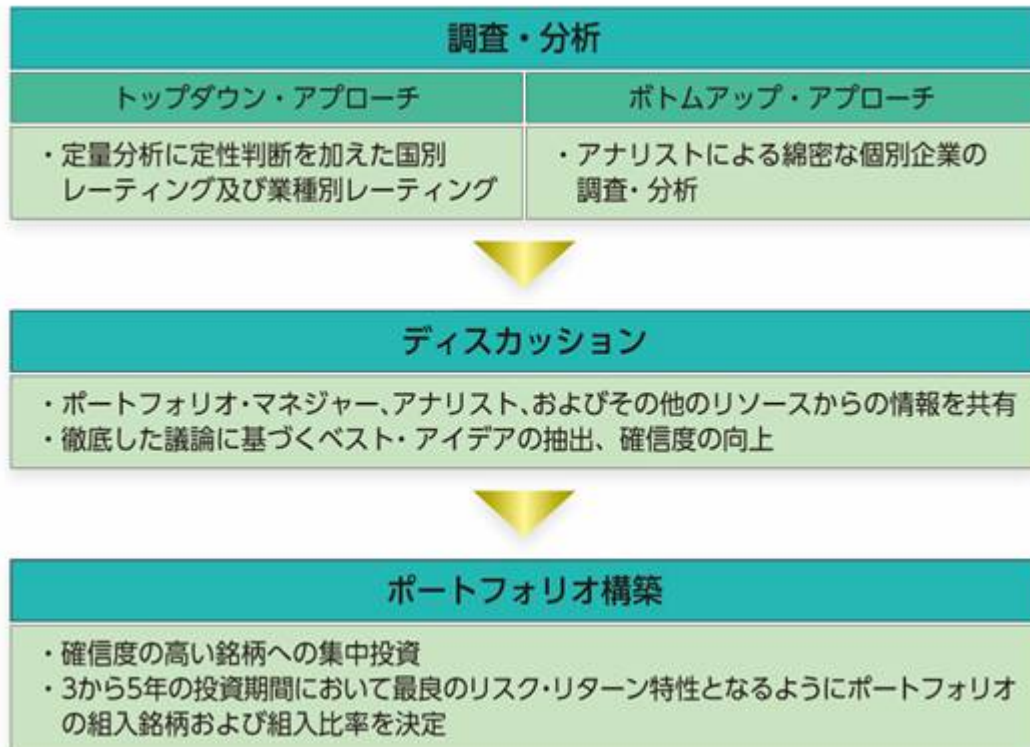 調査・分析
トップダウン・アプローチ
ボトムアップ・アプローチ
・定量分析に定性判断を加えた国別
レーティング及び業種別レーティング
・アナリストによる綿密な個別企業の
調査・分析
ディスカッション
・ポートフォリオ・マネジャー、アナリスト、およびその他のリソースからの情報を共有
・徹底した議論に基づくベスト・アイデアの抽出、確信度の向上
ポートフォリオ構築
・確信度の高い銘柄への集中投資
・3から5年の投資期間において最良のリスク・リターン特性となるようにポートフォリオ
の組入銘柄および組入比率を決定